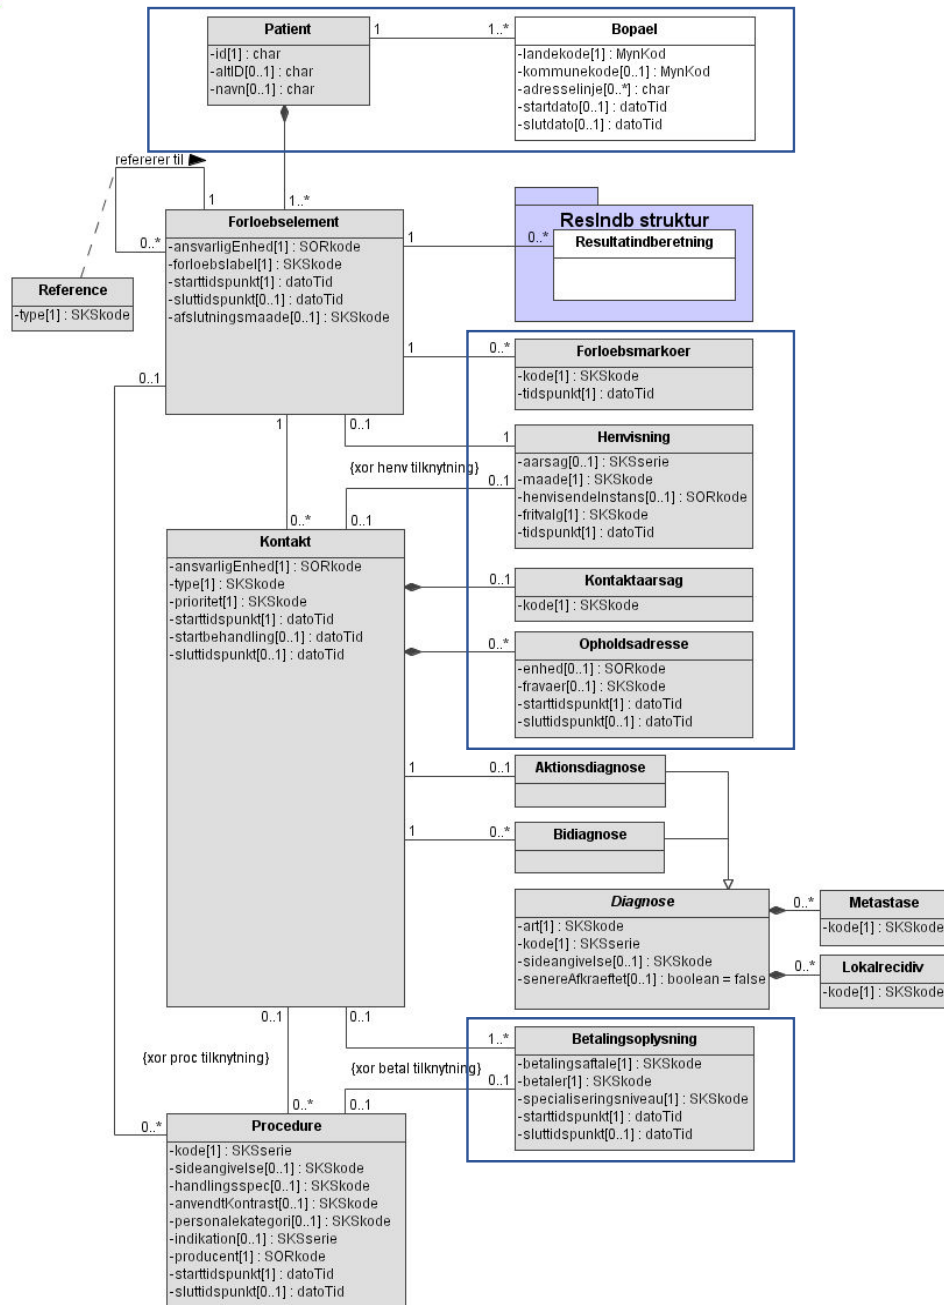 Patient
-id[1] : char
-altID[0..1] : char
-navn[0..1] : char
1
1..*
Bopael
-landekode[1] : MynKod
-kommunekode[0..1] : MynKod
-adresselinje[0..*] : char
-startdato[0..1] : datoTid
-slutdato[0..1] : datoTid
refererer til
1
1..*
0..*
Reference
-type[1] : SKSkode
Forloebselement
-ansvarligEnhed[1] : SORkode
-forloebslabel[1] : SKSkode
-starttidspunkt[1] : datoTid
-sluttidspunkt[0..1] : datoTid
-afslutningsmaade[0..1] : SKSkode
1
0..*
ResIndb struktur
Resultatindberetning
1
0..*
Forloebsmarkoer
-kode[1] : SKSkode
-tidspunkt[1] : datoTid
0..1
1
0..1
1
{xor henv tilknytning}
0..1
0..*
0..1
Henvisning
-aarsag[0..1] : SKSserie
-maade[1] : SKSkode
-henvisendeInstans[0..1] : SORkode
-fritvalg[1] : SKSkode
-tidspunkt[1] : datoTid
Kontakt
-ansvarligEnhed[1] : SORkode
-type[1] : SKSkode
-prioritet[1] : SKSkode
-starttidspunkt[1] : datoTid
-startbehandling[0..1] : datoTid
-sluttidspunkt[0..1] : datoTid
0..1
Kontaktaarsag
-kode[1] : SKSkode
0..*
Opholdsadresse
-enhed[0..1] : SORkode
-fravaer[0..1] : SKSkode
-starttidspunkt[1] : datoTid
-sluttidspunkt[0..1] : datoTid
1
0..1
Aktionsdiagnose
1
0..*
Bidiagnose
Diagnose
-art[1] : SKSkode
-kode[1] : SKSserie
-sideangivelse[0..1] : SKSkode
-senereAfkraeftet[0..1] : boolean = false
0..*
Metastase
-kode[1] : SKSkode
0..*
Lokalrecidiv
-kode[1] : SKSkode
0..1
0..1
1..*
{xor proc tilknytning}
{xor betal tilknytning}
0..1
0..*
0..1
0..*
Betalingsoplysning
-betalingsaftale[1] : SKSkode
-betaler[1] : SKSkode
-specialiseringsniveau[1] : SKSkode
-starttidspunkt[1] : datoTid
-sluttidspunkt[0..1] : datoTid
Procedure
-kode[1] : SKSserie
-sideangivelse[0..1] : SKSkode
-handlingsspec[0..1] : SKSkode
-anvendtKontrast[0..1] : SKSkode
-personalekategori[0..1] : SKSkode
-indikation[0..1] : SKSserie
-producent[1] : SORkode
-starttidspunkt[1] : datoTid
-sluttidspunkt[0..1] : datoTid